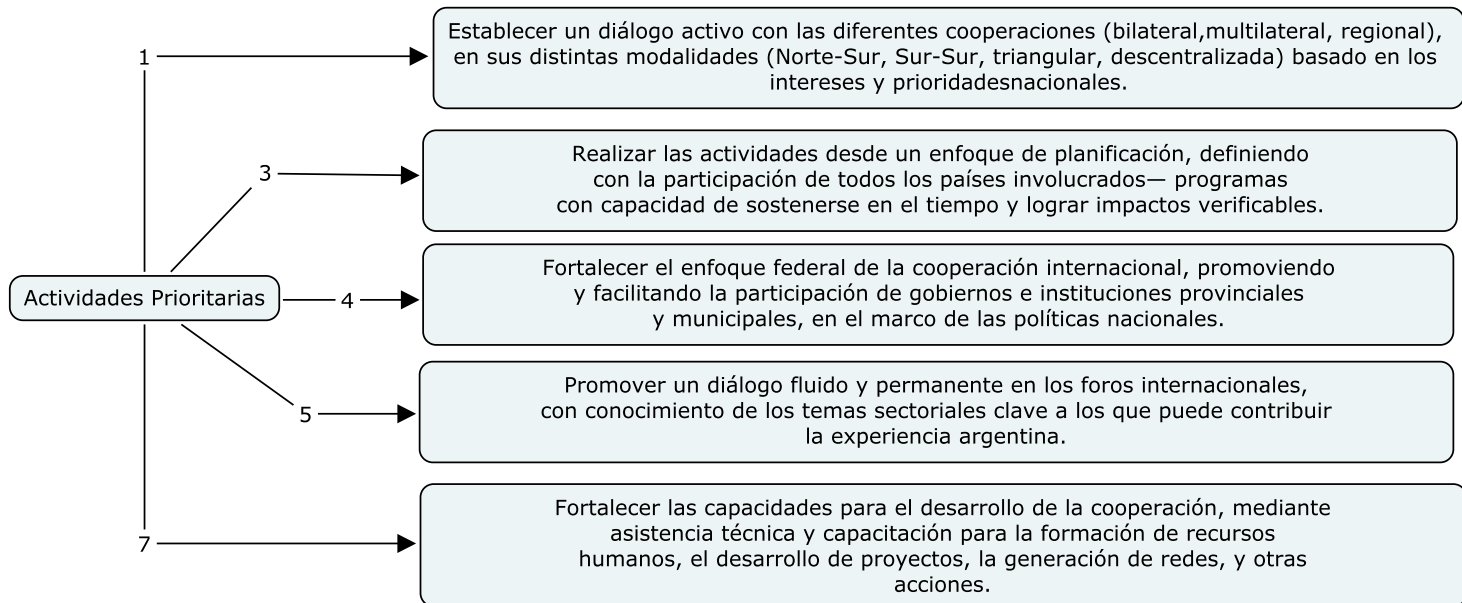 1
Establecer un diálogo activo con las diferentes cooperaciones (bilateral,multilateral, regional),
en sus distintas modalidades (Norte-Sur, Sur-Sur, triangular, descentralizada) basado en los
intereses y prioridadesnacionales.
3
Realizar las actividades desde un enfoque de planificación, definiendo
con la participación de todos los países involucrados— programas
con capacidad de sostenerse en el tiempo y lograr impactos verificables.
Actividades Prioritarias
4
Fortalecer el enfoque federal de la cooperación internacional, promoviendo
y facilitando la participación de gobiernos e instituciones provinciales
y municipales, en el marco de las políticas nacionales.
5
Promover un diálogo fluido y permanente en los foros internacionales,
con conocimiento de los temas sectoriales clave a los que puede contribuir
la experiencia argentina.
7
Fortalecer las capacidades para el desarrollo de la cooperación, mediante
asistencia técnica y capacitación para la formación de recursos
humanos, el desarrollo de proyectos, la generación de redes, y otras
acciones.